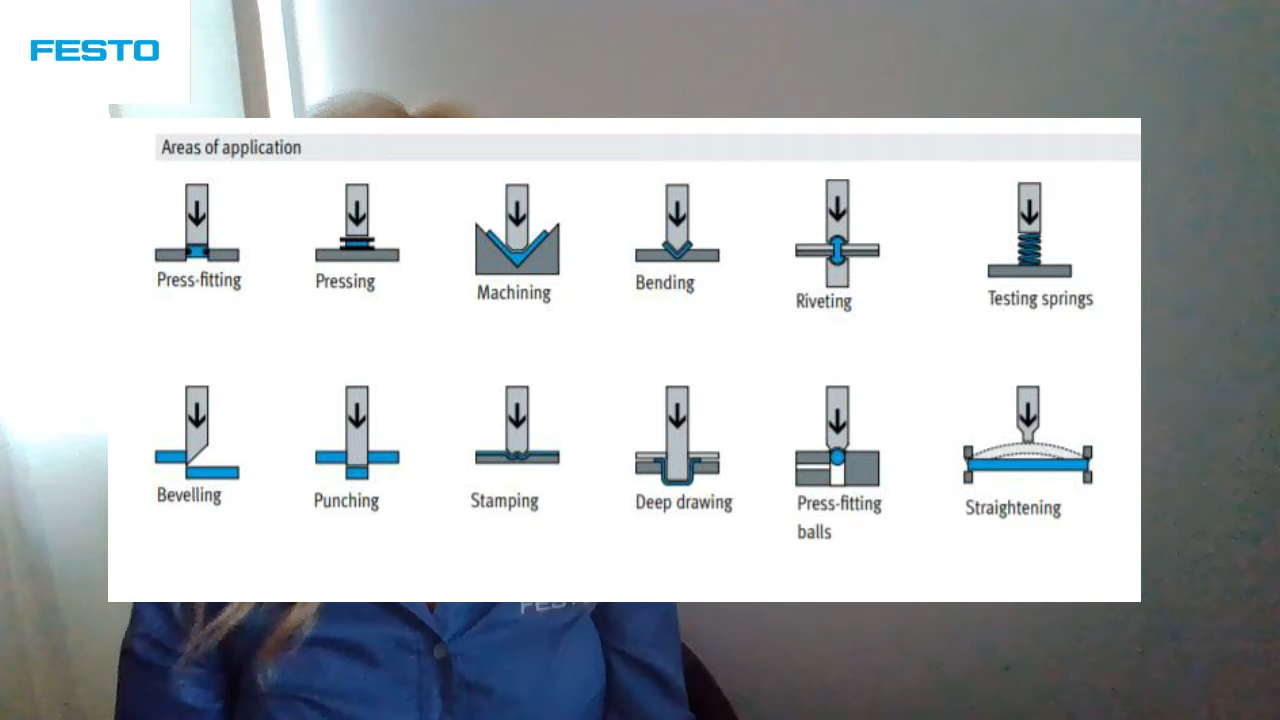 FESTO
Areas of application
Press-fitting
Pressing
Machining
Bending
Riveting
Testing springs
Bevelling
Punching
Stamping
Deep drawing
Press-fitting
balls
Straightening